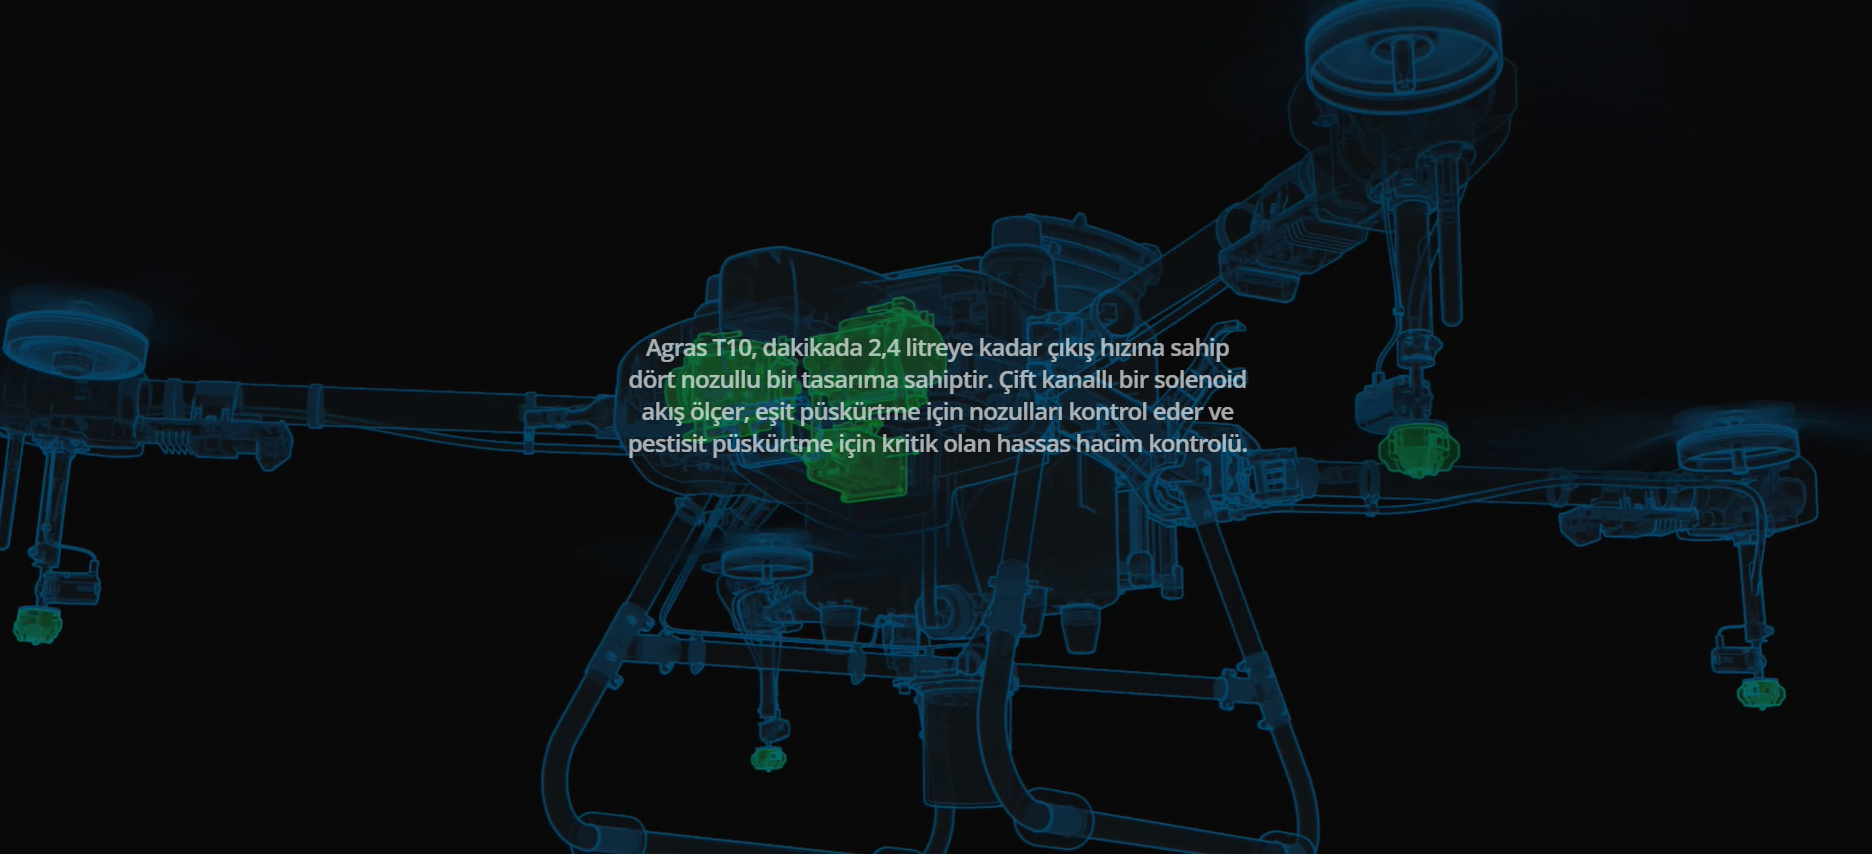 Agras T10, dakikada 2,4 litreye kadar çıkış hızına sahip
dört nozullu bir tasarıma sahiptir. Çift kanallı bir solenoid
akış ölçer, eşit püskürtme için nozulları kontrol eder ve
pestisit püskürtme için kritik olan hassas hacim kontrolü.